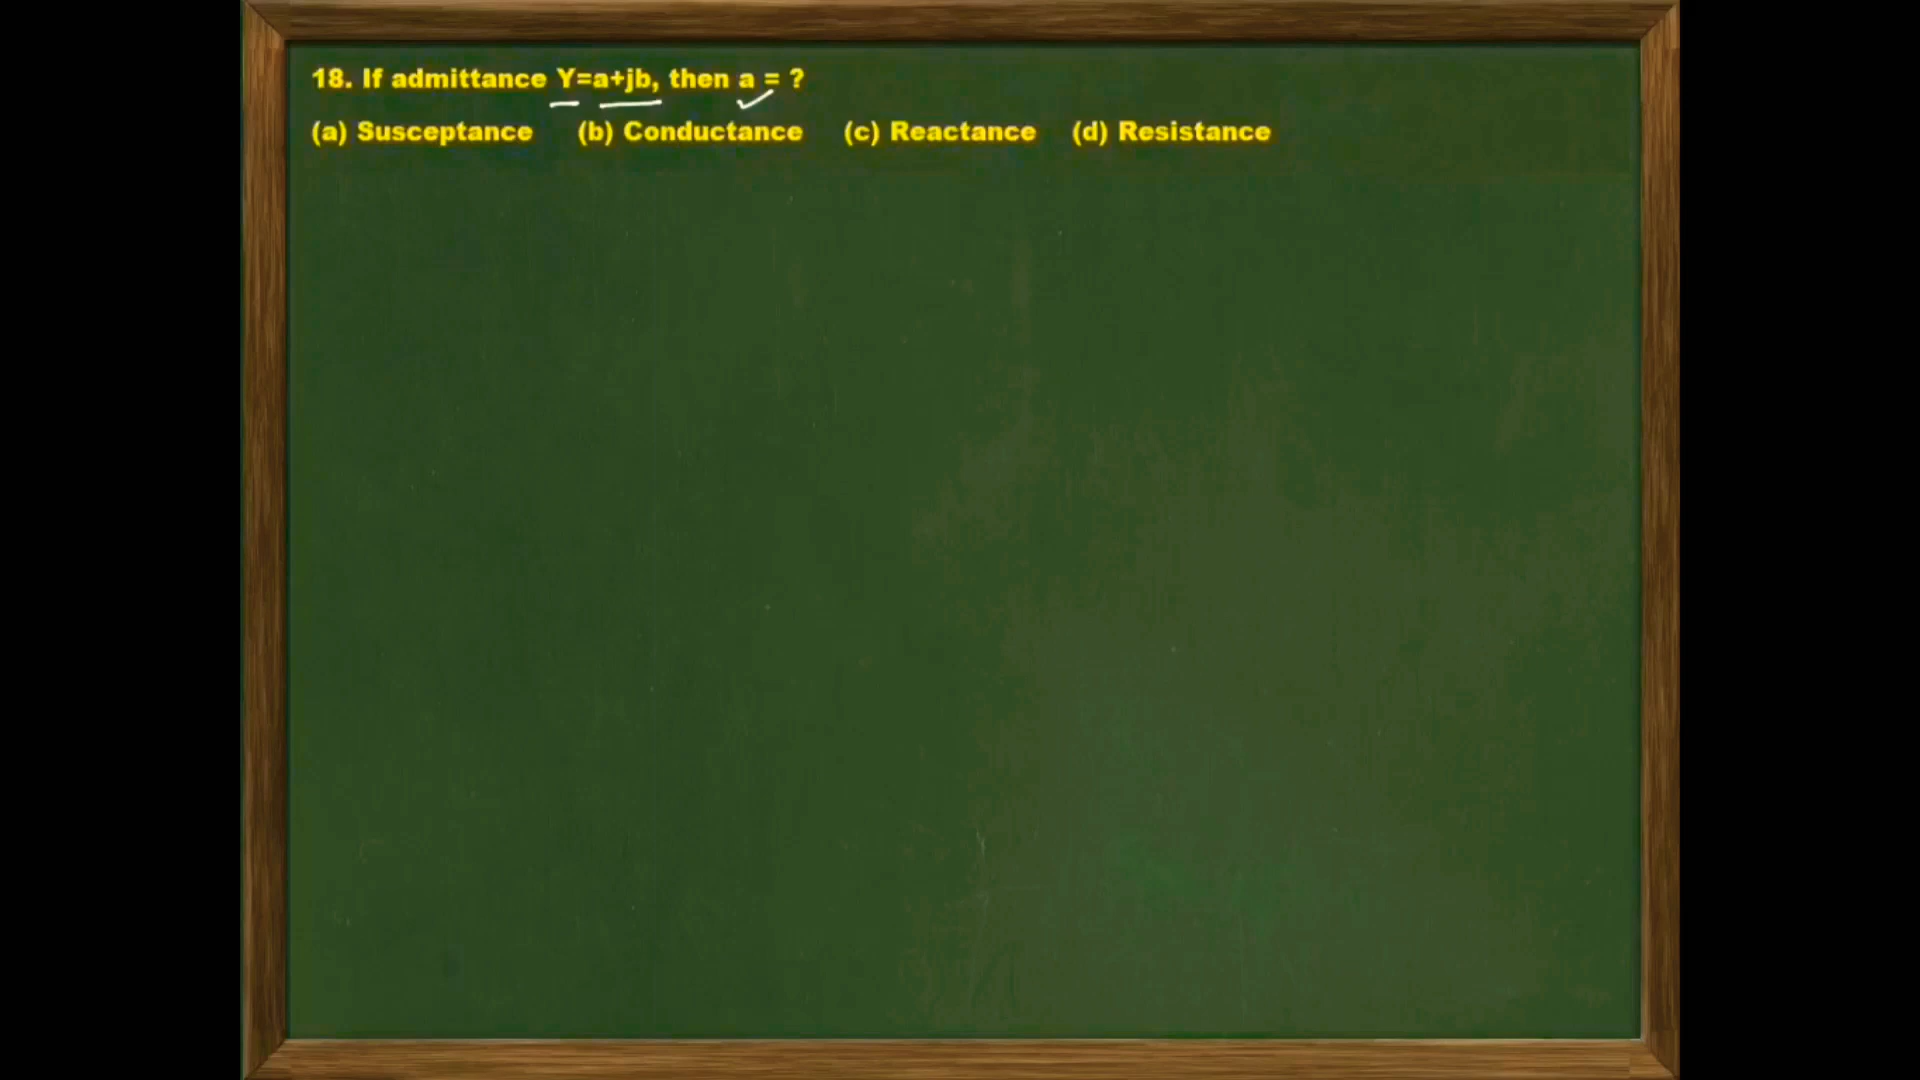 18. If admittance Y=a+jb, then a = ?
(a) Susceptance (b) Conductance (c) Reactance (d) Resistance